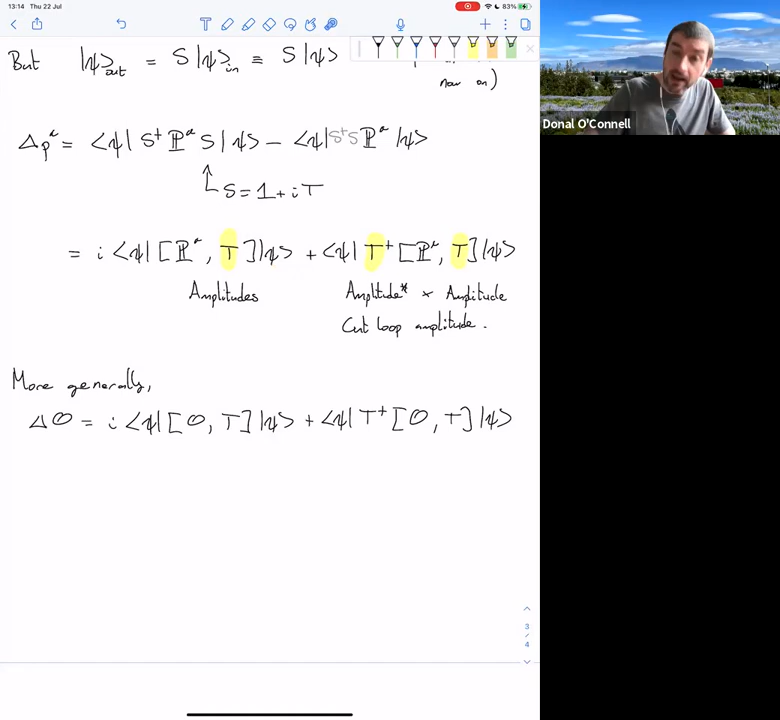 13:14 Thu 22 Jul
83%
But |ψ⟩out = S|ψ⟩in ≡ S|ψ⟩
now on)
Δp^μ = ⟨ψ| S† ℙ^μ S |ψ⟩ − ⟨ψ| S†S ℙ^μ |ψ⟩
S = 1 + iT
= i ⟨ψ| [ℙ^μ, T] |ψ⟩ + ⟨ψ| T† [ℙ^μ, T] |ψ⟩
Amplitudes Amplitude* × Amplitude
Cut loop amplitude.
More generally,
ΔO = i ⟨ψ| [O, T] |ψ⟩ + ⟨ψ| T† [O, T] |ψ⟩
3
/
4
Donal O'Connell